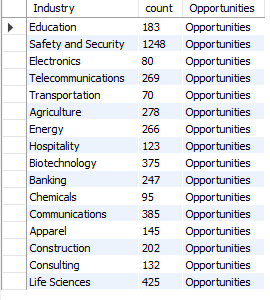 Industry count Opportunities
Education 183 Opportunities
Safety and Security 1248 Opportunities
Electronics 80 Opportunities
Telecommunications 269 Opportunities
Transportation 70 Opportunities
Agriculture 278 Opportunities
Energy 266 Opportunities
Hospitality 123 Opportunities
Biotechnology 375 Opportunities
Banking 247 Opportunities
Chemicals 95 Opportunities
Communications 385 Opportunities
Apparel 145 Opportunities
Construction 202 Opportunities
Consulting 132 Opportunities
Life Sciences 425 Opportunities